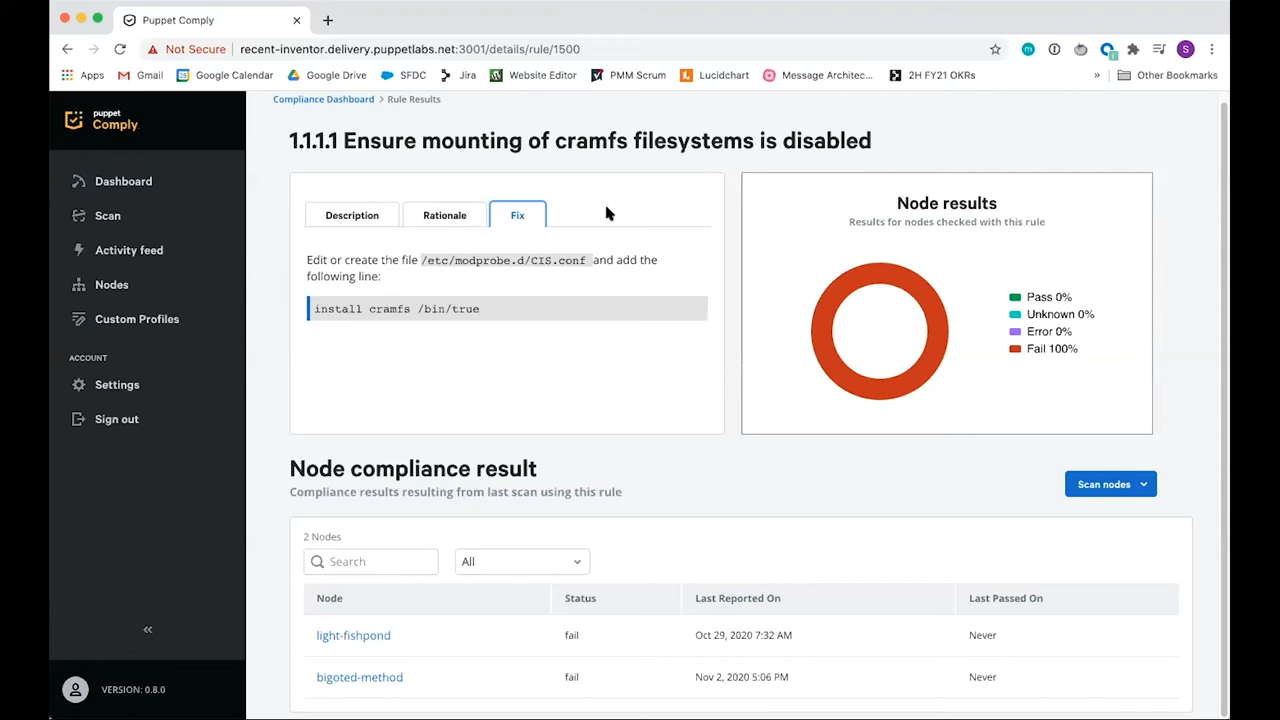 Puppet Comply
Not Secure recent-inventor.delivery.puppetlabs.net:3001/details/rule/1500
S
Apps Gmail Google Calendar Google Drive SFDC Jira Website Editor PMM Scrum Lucidchart Message Architec... 2H FY21 OKRs » Other Bookmarks
puppet
Comply
Dashboard
Scan
Activity feed
Nodes
Custom Profiles
ACCOUNT
Settings
Sign out
«
VERSION: 0.8.0
Compliance Dashboard > Rule Results
1.1.1.1 Ensure mounting of cramfs filesystems is disabled
Description Rationale Fix
Edit or create the file /etc/modprobe.d/CIS.conf and add the
following line:
install cramfs /bin/true
Node results
Results for nodes checked with this rule
Pass 0%
Unknown 0%
Error 0%
Fail 100%
Node compliance result
Compliance results resulting from last scan using this rule
Scan nodes
2 Nodes
Search All
Node Status Last Reported On Last Passed On
light-fishpond fail Oct 29, 2020 7:32 AM Never
bigoted-method fail Nov 2, 2020 5:06 PM Never